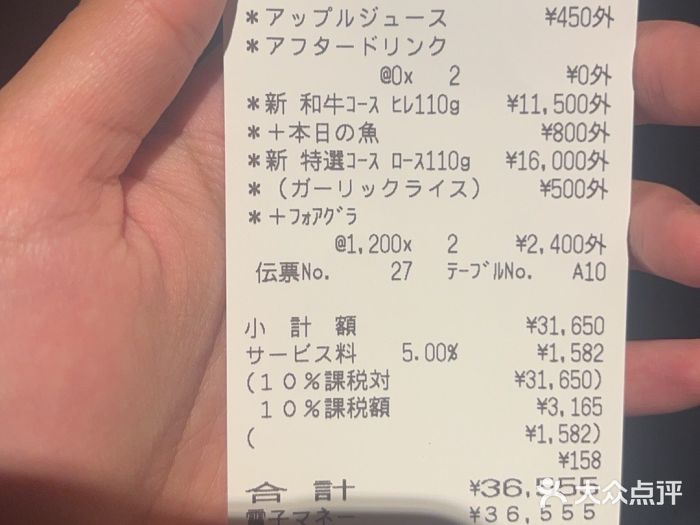 *アップルジュース ¥450外
*アフタードリンク
@0x 2 ¥0外
*新 和牛ｺｰｽ ﾋﾚ110g ¥11,500外
*＋本日の魚 ¥800外
*新 特選ｺｰｽ ﾛｰｽ110g ¥16,000外
*（ガーリックライス） ¥500外
*＋ﾌｫｱｸﾞﾗ
@1,200x 2 ¥2,400外
伝票No. 27 ﾃｰﾌﾞﾙNo. A10
小 計 額 ¥31,650
サービス料 5.00% ¥1,582
(１０％課税対 ¥31,650)
１０％課税額 ¥3,165
( ¥1,582)
¥158
合 計 ¥36,555
電子マネー ¥36,555
大众点评